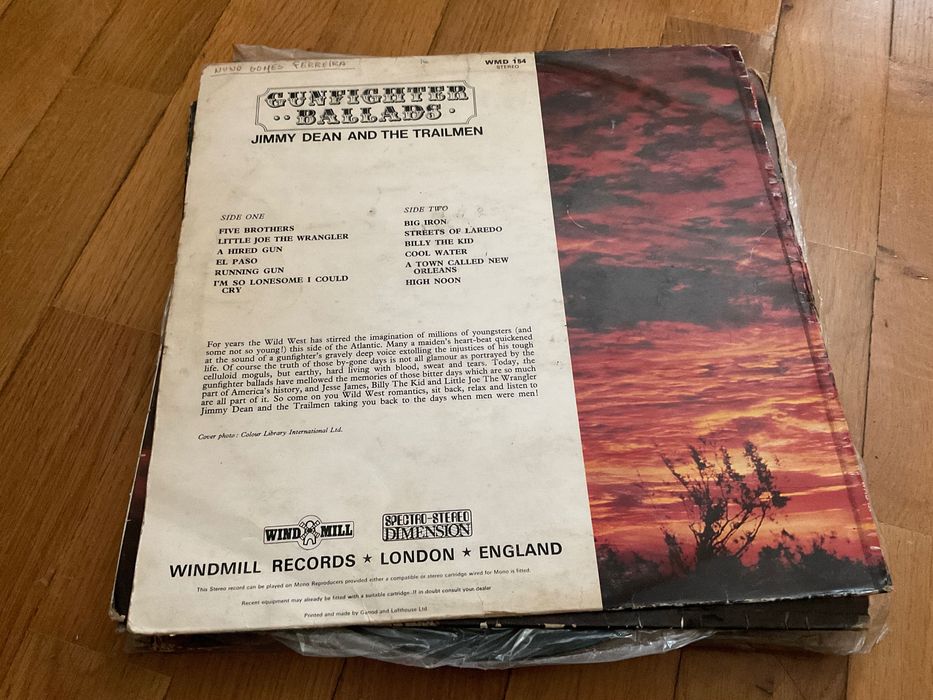 NUNO GOMES FERREIRA
WMD 154
STEREO
GUNFIGHTER
BALLADS
JIMMY DEAN AND THE TRAILMEN
SIDE ONE
FIVE BROTHERS
LITTLE JOE THE WRANGLER
A HIRED GUN
EL PASO
RUNNING GUN
I'M SO LONESOME I COULD
CRY
SIDE TWO
BIG IRON
STREETS OF LAREDO
BILLY THE KID
COOL WATER
A TOWN CALLED NEW
ORLEANS
HIGH NOON
For years the Wild West has stirred the imagination of millions of youngsters (and
some not so young!) this side of the Atlantic. Many a maiden's heart-beat quickened
at the sound of a gunfighter's gravely deep voice extolling the injustices of his tough
life. Of course the truth of those by-gone days is not all glamour as portrayed by the
celluloid moguls, but earthy, hard living with blood, sweat and tears. Today, the
gunfighter ballads have mellowed the memories of those bitter days which are so much
part of America's history, and Jesse James, Billy The Kid and Little Joe The Wrangler
are all part of it. So come on you Wild West romantics, sit back, relax and listen to
Jimmy Dean and the Trailmen taking you back to the days when men were men!
Cover photo: Colour Library International Ltd.
WIND MILL
SPECTRO-STEREO
DIMENSION
WINDMILL RECORDS ★ LONDON ★ ENGLAND
This Stereo record can be played on Mono Reproducers provided either a compatible or stereo cartridge wired for Mono is fitted.
Recent equipment may already be fitted with a suitable cartridge. If in doubt consult your dealer
Printed and made by Garrod and Lofthouse Ltd.